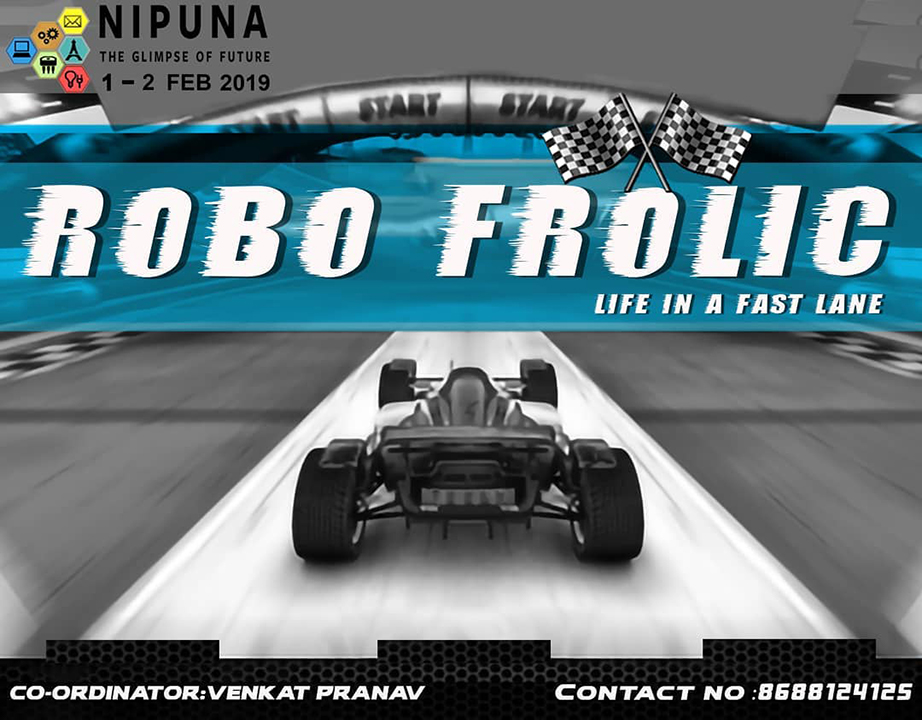 NIPUNA
THE GLIMPSE OF FUTURE
1 – 2 FEB 2019
START START START
ROBO FROLIC
LIFE IN A FAST LANE
CO-ORDINATOR:VENKAT PRANAV
CONTACT NO :8688124125